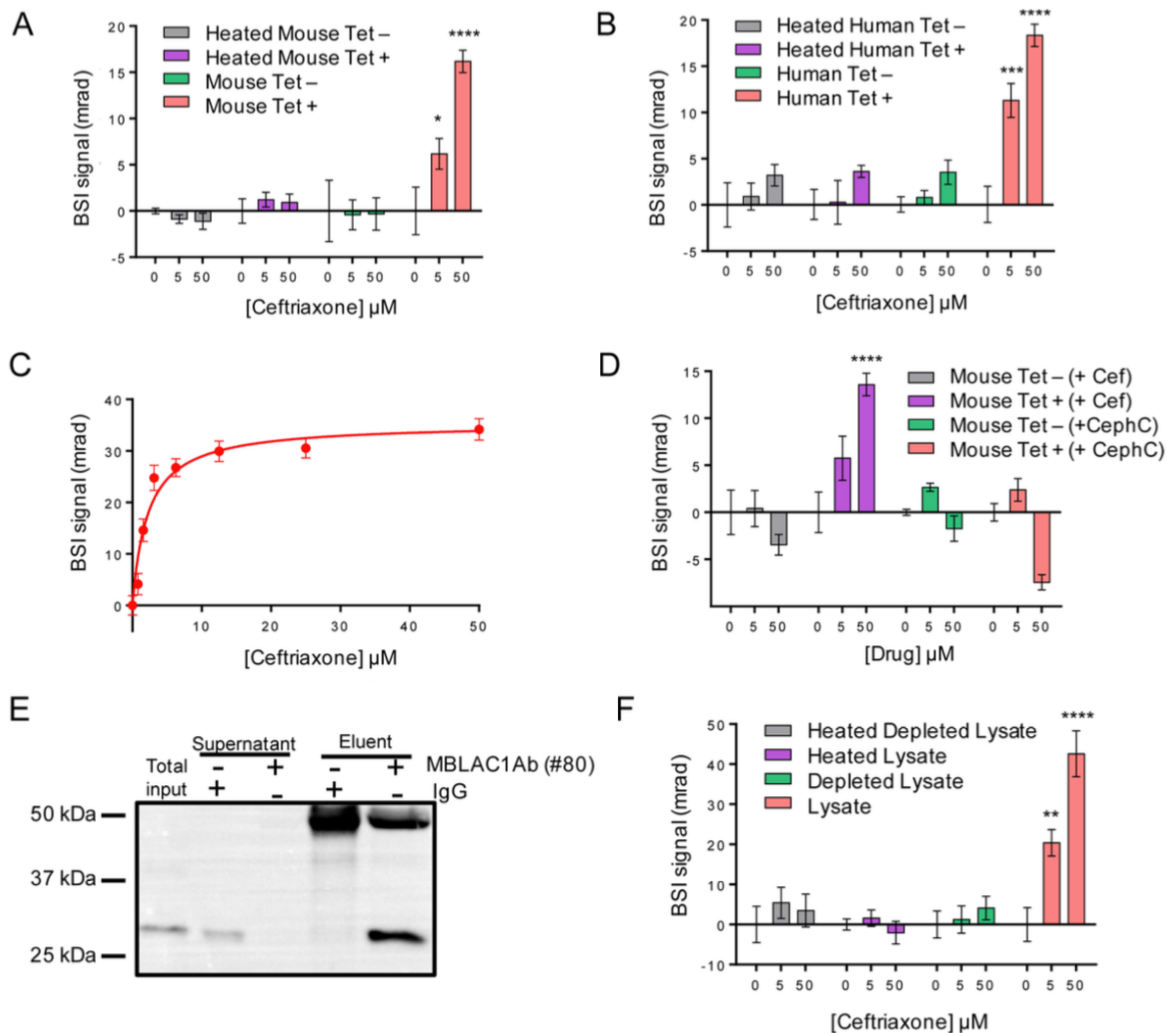 A
Heated Mouse Tet –
Heated Mouse Tet +
Mouse Tet –
Mouse Tet +
BSI signal (mrad)
20
15
10
5
0
-5
*
****
0 5 50 0 5 50 0 5 50 0 5 50
[Ceftriaxone] µM
B
Heated Human Tet –
Heated Human Tet +
Human Tet –
Human Tet +
BSI signal (mrad)
20
15
10
5
0
-5
***
****
0 5 50 0 5 50 0 5 50 0 5 50
[Ceftriaxone] µM
C
BSI signal (mrad)
40
30
20
10
0
10 20 30 40 50
[Ceftriaxone] µM
D
Mouse Tet – (+ Cef)
Mouse Tet + (+ Cef)
Mouse Tet – (+CephC)
Mouse Tet + (+ CephC)
BSI signal (mrad)
15
10
5
0
-5
****
0 5 50 0 5 50 0 5 50 0 5 50
[Drug] µM
E
Supernatant Eluent
Total input
– + – + MBLAC1Ab (#80)
+ – + – IgG
50 kDa
37 kDa
25 kDa
F
Heated Depleted Lysate
Heated Lysate
Depleted Lysate
Lysate
BSI signal (mrad)
50
40
30
20
10
0
-10
**
****
0 5 50 0 5 50 0 5 50 0 5 50
[Ceftriaxone] µM